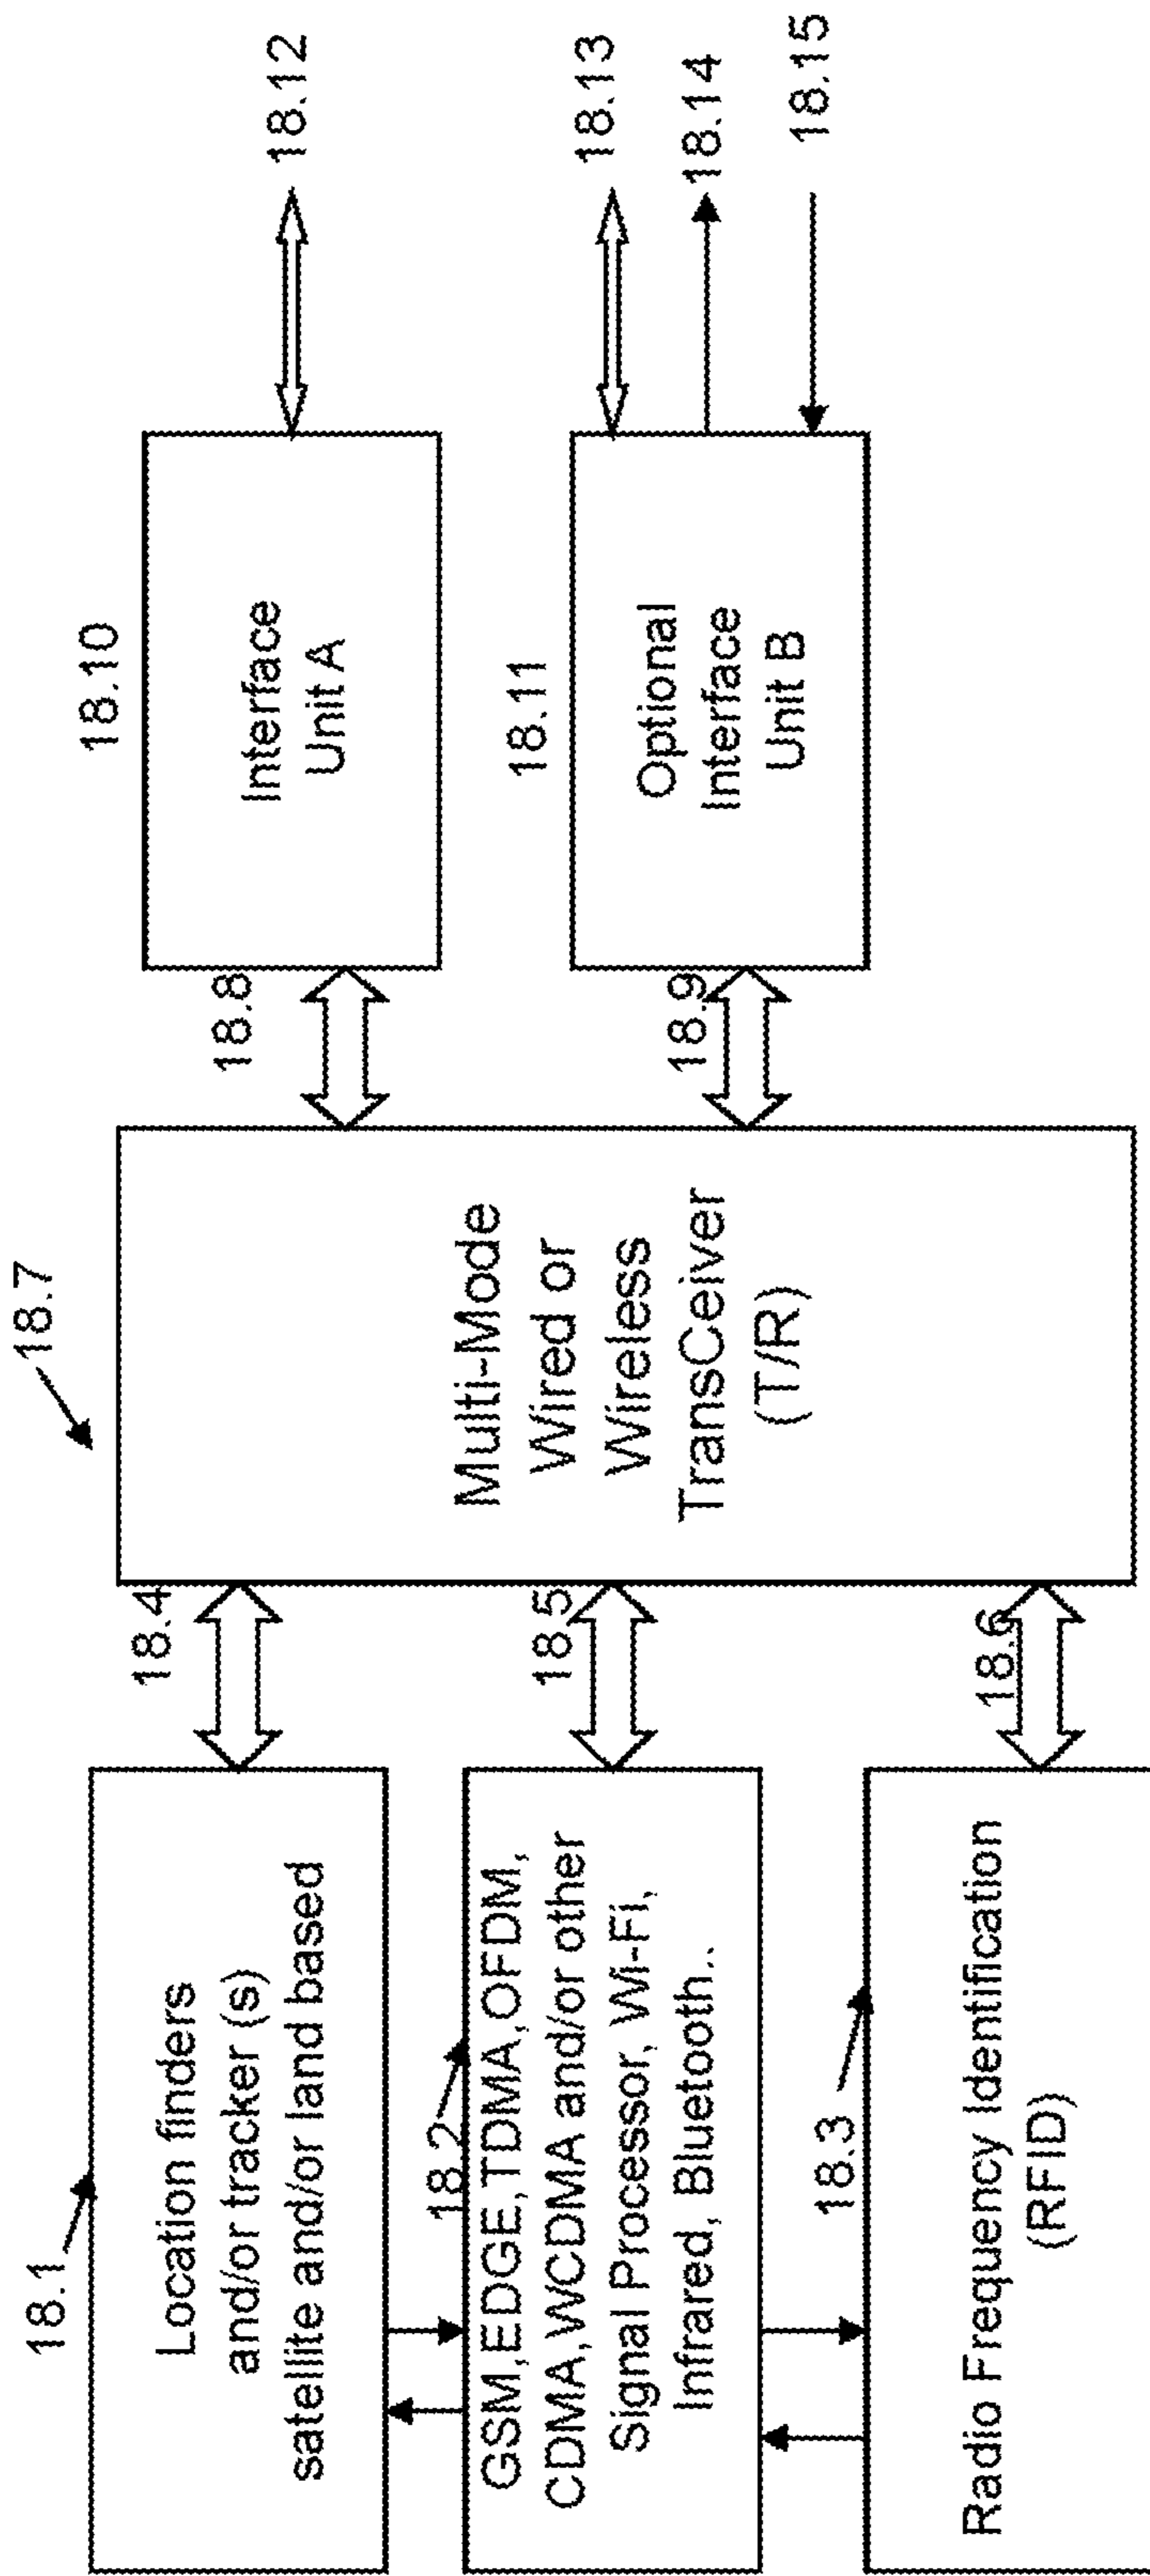 18.1
Location finders
and/or tracker (s)
satellite and/or land based
18.2
GSM,EDGE,TDMA,OFDM,
CDMA,WCDMA and/or other
Signal Processor, Wi-Fi,
Infrared, Bluetooth..
18.3
Radio Frequency Identification
(RFID)
18.4
18.5
18.6
18.7
Multi-Mode
Wired or
Wireless
TransCeiver
(T/R)
18.8
18.9
18.10
Interface
Unit A
18.11
Optional
Interface
Unit B
18.12
18.13
18.14
18.15